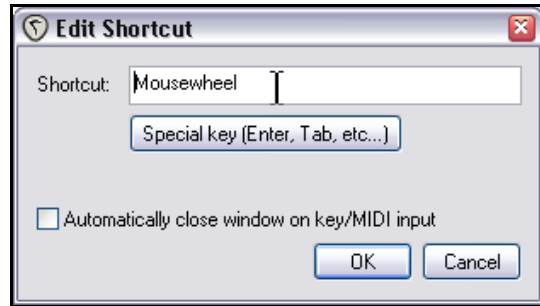 Edit Shortcut
Shortcut: Mousewheel
Special key (Enter, Tab, etc...)
Automatically close window on key/MIDI input
OK Cancel